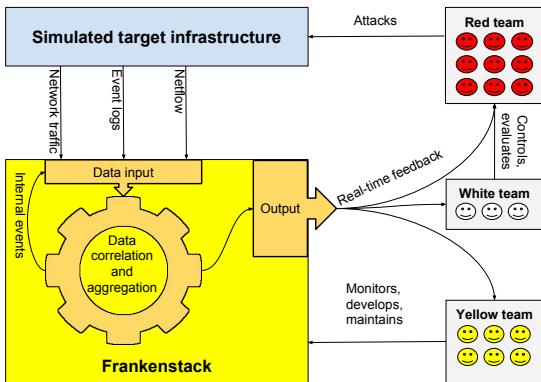 Simulated target infrastructure
Attacks
Red team
Network traffic
Event logs
Netflow
Controls,
evaluates
Data input
Internal events
Output
Real-time feedback
White team
Data
correlation
and
aggregation
Monitors,
develops,
maintains
Yellow team
Frankenstack